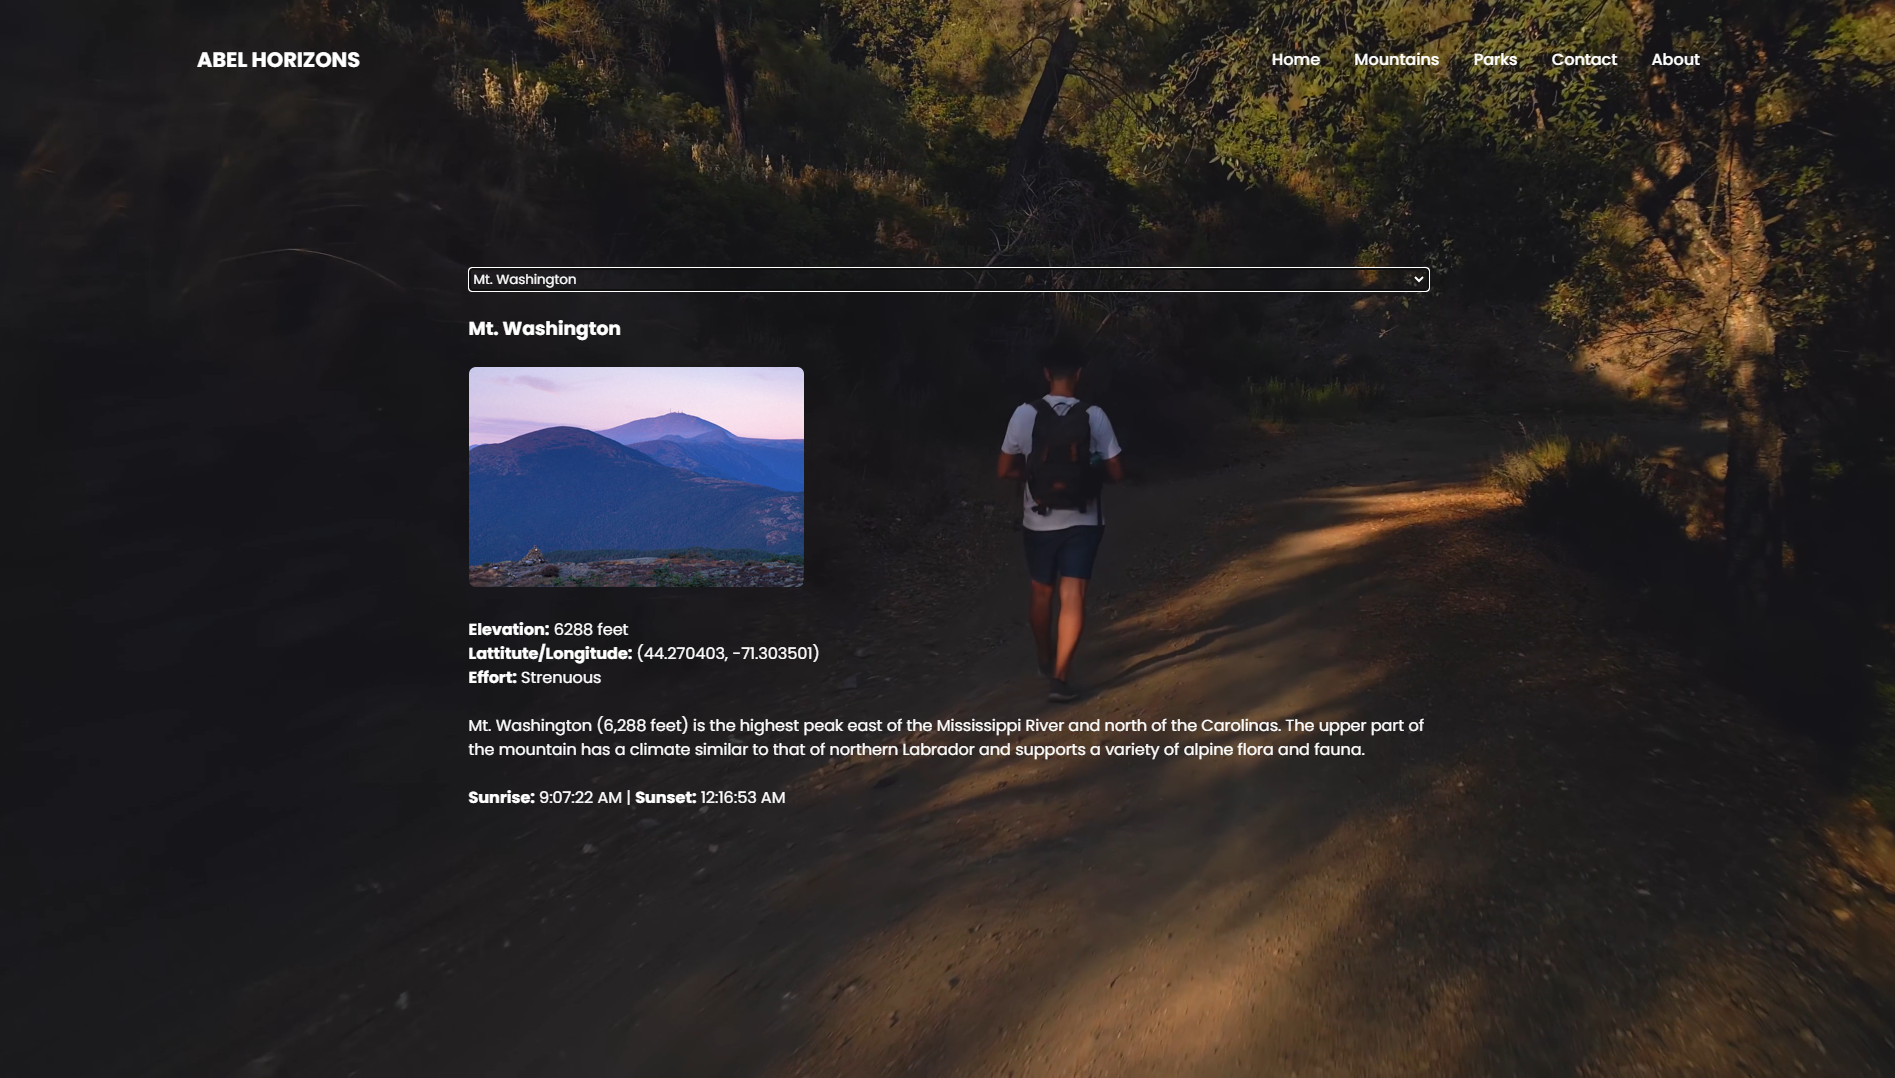 ABEL HORIZONS
Home Mountains Parks Contact About
Mt. Washington
Mt. Washington
Elevation: 6288 feet
Lattitute/Longitude: (44.270403, -71.303501)
Effort: Strenuous
Mt. Washington (6,288 feet) is the highest peak east of the Mississippi River and north of the Carolinas. The upper part of
the mountain has a climate similar to that of northern Labrador and supports a variety of alpine flora and fauna.
Sunrise: 9:07:22 AM | Sunset: 12:16:53 AM